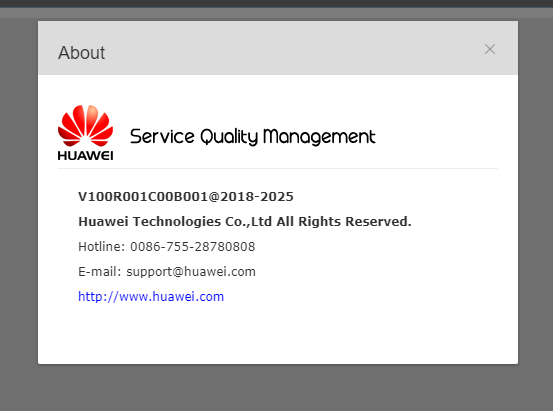 About
HUAWEI
Service Quality Management
V100R001C00B001@2018-2025
Huawei Technologies Co.,Ltd All Rights Reserved.
Hotline: 0086-755-28780808
E-mail: support@huawei.com
http://www.huawei.com